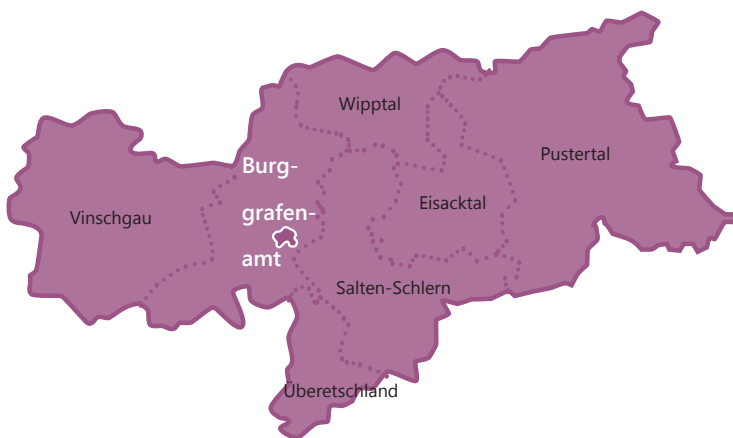 Wipptal
Burg-
Pustertal
Eisacktal
Vinschgau
grafen-
amt
Salten-Schlern
Überetschland